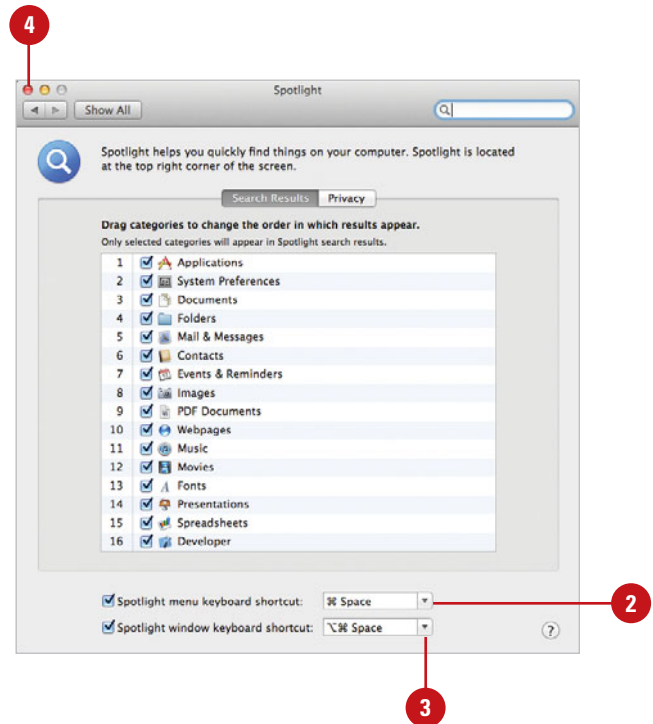 4
Spotlight
Show All
Spotlight helps you quickly find things on your computer. Spotlight is located
at the top right corner of the screen.
Search Results Privacy
Drag categories to change the order in which results appear.
Only selected categories will appear in Spotlight search results.
1 Applications
2 System Preferences
3 Documents
4 Folders
5 Mail & Messages
6 Contacts
7 Events & Reminders
8 Images
9 PDF Documents
10 Webpages
11 Music
12 Movies
13 Fonts
14 Presentations
15 Spreadsheets
16 Developer
Spotlight menu keyboard shortcut: ⌘ Space 2
Spotlight window keyboard shortcut: ⌥⌘ Space ?
3